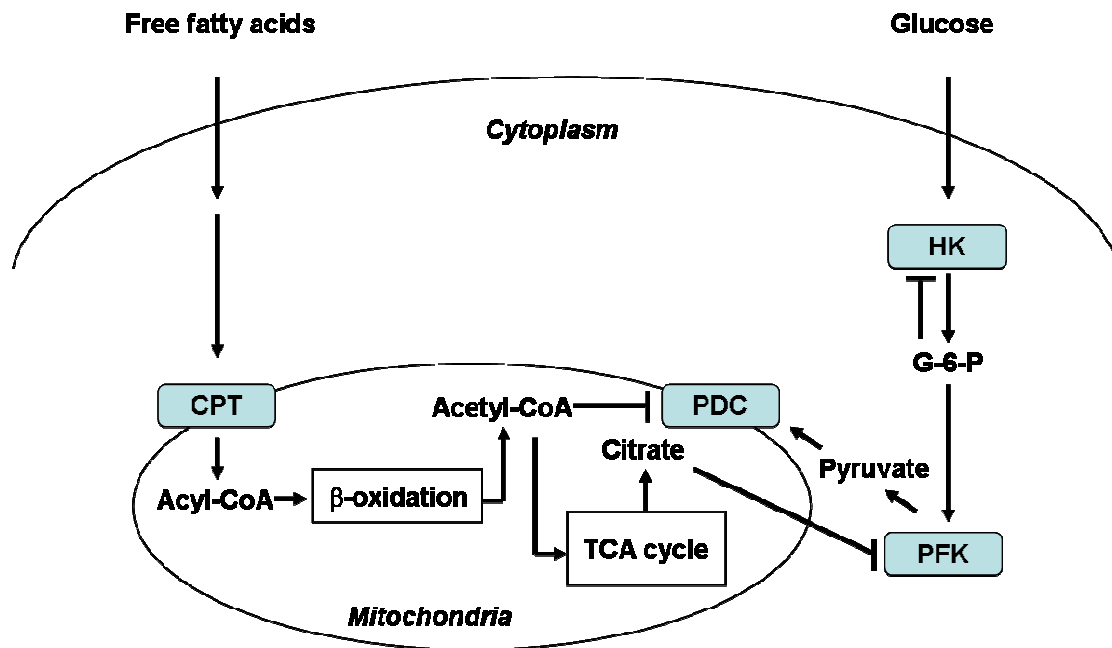 Free fatty acids
Glucose
Cytoplasm
HK
G-6-P
CPT
Acetyl-CoA
PDC
Citrate
Pyruvate
Acyl-CoA
β-oxidation
TCA cycle
PFK
Mitochondria